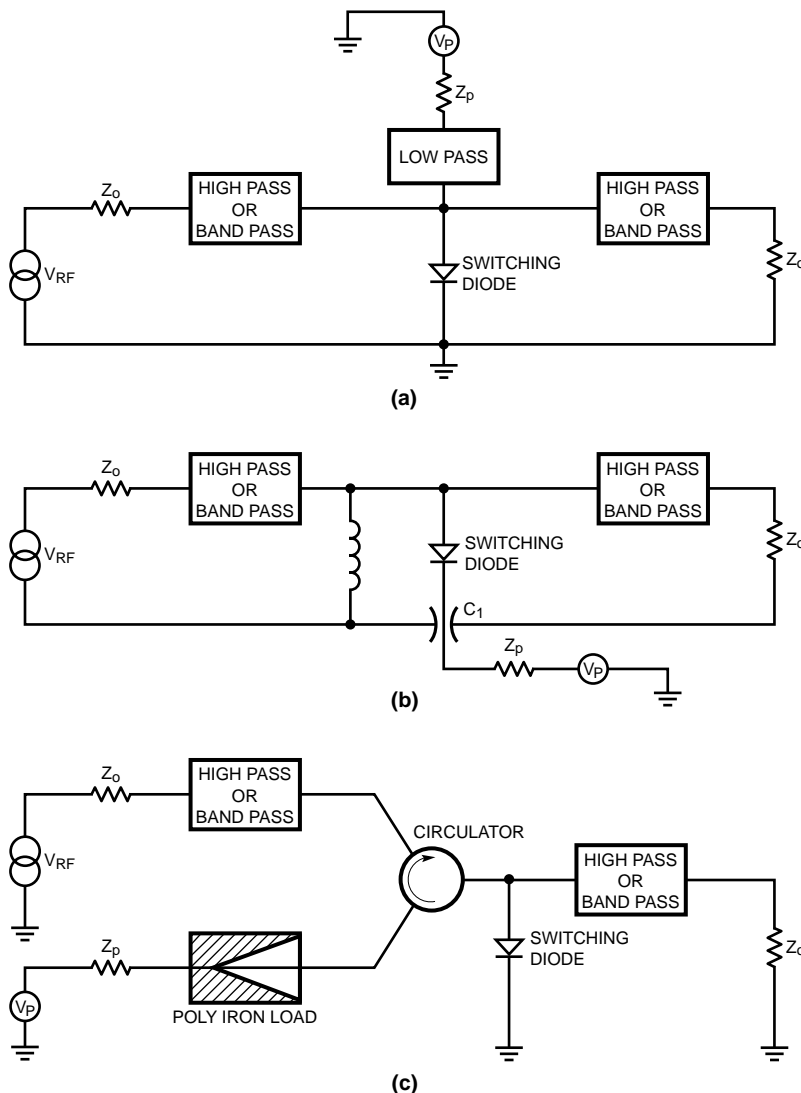 V_P
Z_p
LOW PASS
Z_o
HIGH PASS
OR
BAND PASS
HIGH PASS
OR
BAND PASS
V_RF
SWITCHING
DIODE
Z_o
(a)
Z_o
HIGH PASS
OR
BAND PASS
HIGH PASS
OR
BAND PASS
V_RF
SWITCHING
DIODE
Z_o
C_1
Z_p
V_P
(b)
Z_o
HIGH PASS
OR
BAND PASS
CIRCULATOR
V_RF
HIGH PASS
OR
BAND PASS
Z_p
SWITCHING
DIODE
Z_o
V_P
POLY IRON LOAD
(c)